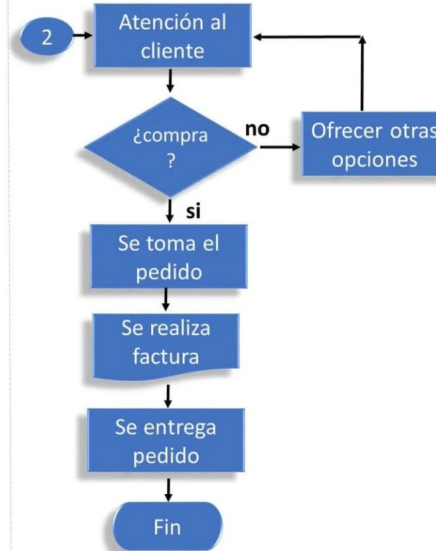 2
Atención al
cliente
¿compra
?
no
Ofrecer otras
opciones
si
Se toma el
pedido
Se realiza
factura
Se entrega
pedido
Fin